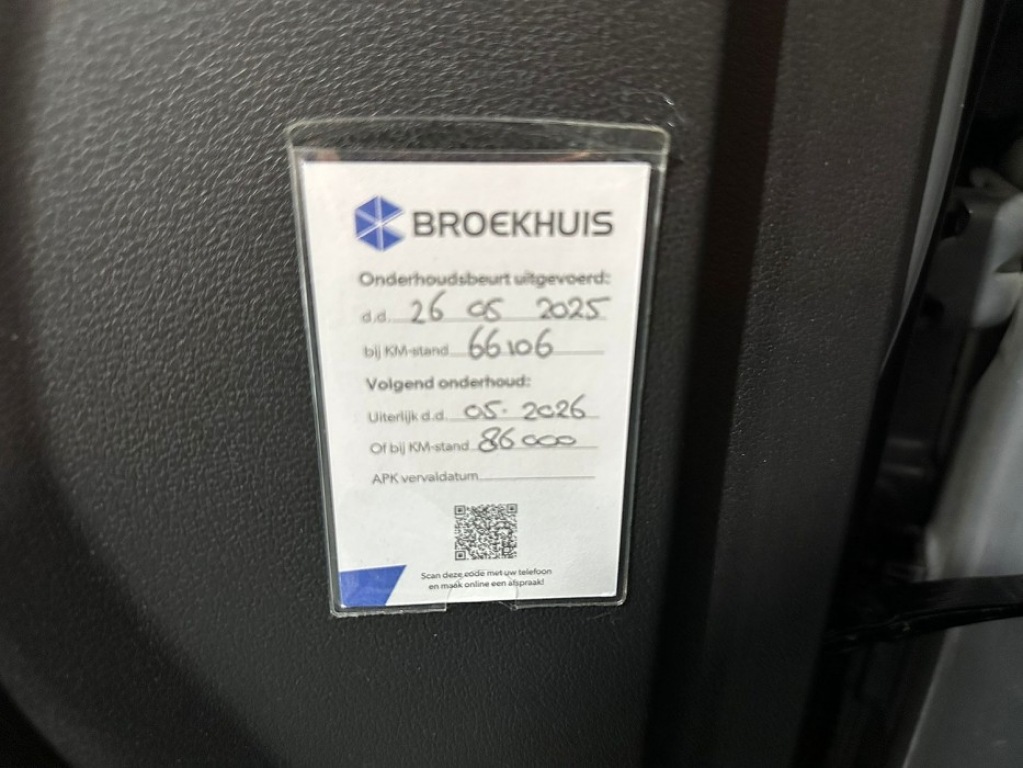 BROEKHUIS
Onderhoudsbeurt uitgevoerd:
d.d. 26 05 2025
bij KM-stand 66106
Volgend onderhoud:
Uiterlijk d.d. 05. 2026
Of bij KM-stand 86000
APK vervaldatum
Scan deze code met uw telefoon
en maak online een afspraak!